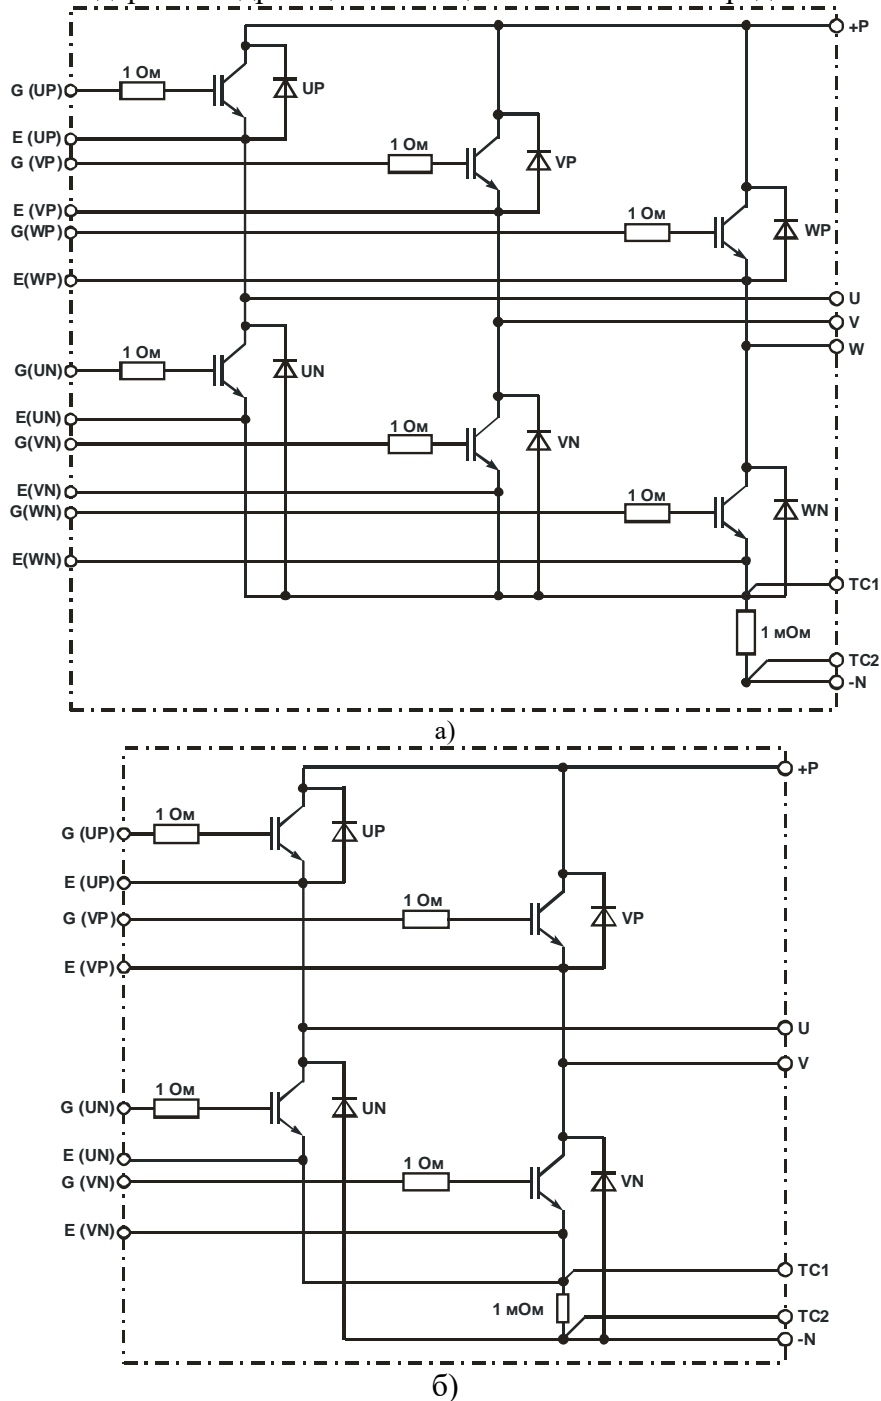 1 Ом
G (UP)
UP
+P
E (UP)
1 Ом
G (VP)
VP
E (VP)
1 Ом
G(WP)
WP
E(WP)
U
V
1 Ом
W
G(UN)
UN
E(UN)
1 Ом
G(VN)
VN
E(VN)
1 Ом
G(WN)
WN
E(WN)
TC1
1 мОм
TC2
-N
а)
+P
1 Ом
G (UP)
UP
E (UP)
1 Ом
G (VP)
VP
E (VP)
U
V
1 Ом
G (UN)
UN
E (UN)
1 Ом
G (VN)
VN
E (VN)
TC1
1 мОм
TC2
-N
б)